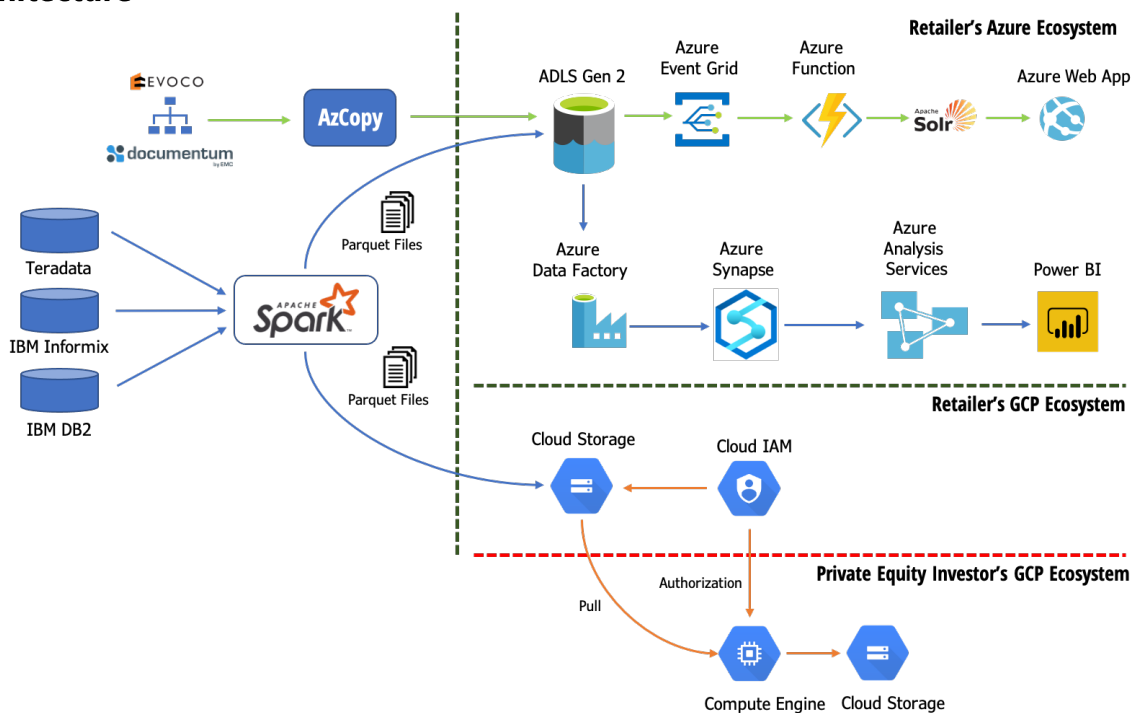 Retailer's Azure Ecosystem
EVOCO
documentum
by EMC
AzCopy
ADLS Gen 2
Azure
Event Grid
Azure
Function
Apache
Solr
Azure Web App
Parquet Files
Teradata
IBM Informix
IBM DB2
APACHE
Spark
TM
Parquet Files
Azure
Data Factory
Azure
Synapse
Azure
Analysis
Services
Power BI
Retailer's GCP Ecosystem
Cloud Storage
Cloud IAM
Private Equity Investor's GCP Ecosystem
Authorization
Pull
Compute Engine
Cloud Storage